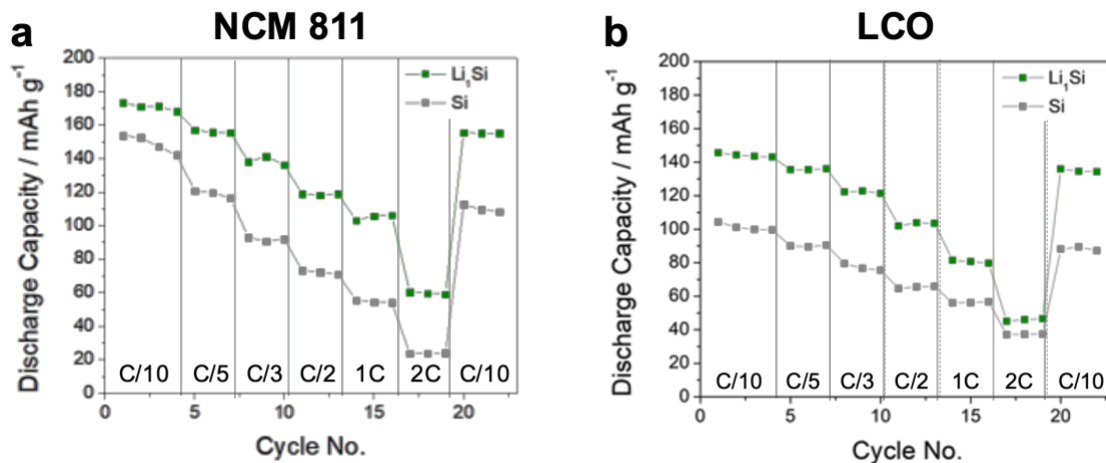 a
NCM 811
Discharge Capacity / mAh g⁻¹
200
180
160
140
120
100
80
60
40
20
0
Li₁Si
Si
C/10
C/5
C/3
C/2
1C
2C
C/10
0
5
10
15
20
Cycle No.
b
LCO
Discharge Capacity / mAh g⁻¹
200
180
160
140
120
100
80
60
40
20
0
Li₁Si
Si
C/10
C/5
C/3
C/2
1C
2C
C/10
0
5
10
15
20
Cycle No.